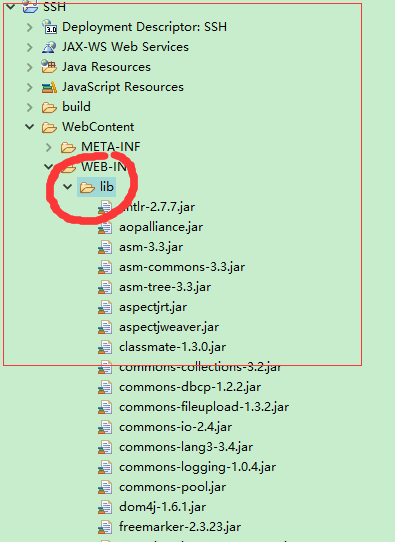 SSH
Deployment Descriptor: SSH
JAX-WS Web Services
Java Resources
JavaScript Resources
build
WebContent
META-INF
WEB-IN
lib
ntlr-2.7.7.jar
aopalliance.jar
asm-3.3.jar
asm-commons-3.3.jar
asm-tree-3.3.jar
aspectjrt.jar
aspectjweaver.jar
classmate-1.3.0.jar
commons-collections-3.2.jar
commons-dbcp-1.2.2.jar
commons-fileupload-1.3.2.jar
commons-io-2.4.jar
commons-lang3-3.4.jar
commons-logging-1.0.4.jar
commons-pool.jar
dom4j-1.6.1.jar
freemarker-2.3.23.jar